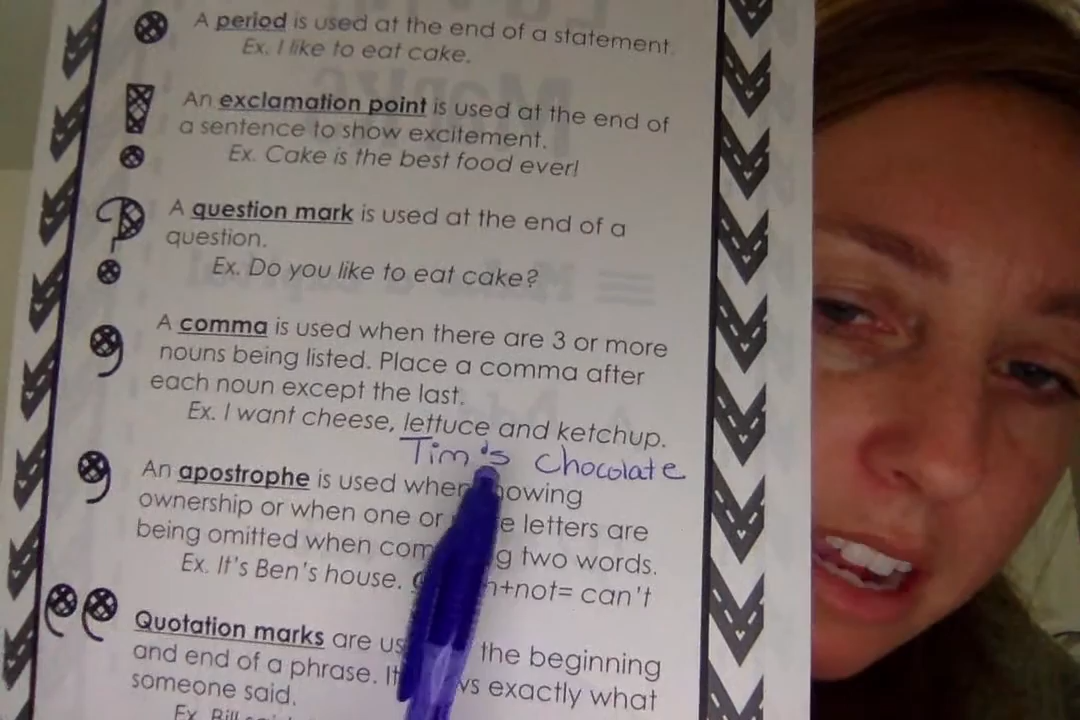 A period is used at the end of a statement.
Ex. I like to eat cake.
An exclamation point is used at the end of
a sentence to show excitement.
Ex. Cake is the best food ever!
A question mark is used at the end of a
question.
Ex. Do you like to eat cake?
A comma is used when there are 3 or more
nouns being listed. Place a comma after
each noun except the last.
Ex. I want cheese, lettuce and ketchup.
Tim's Chocolate
An apostrophe is used when
ownership or when one or letters are
being omitted when two words.
Ex. It's Ben's house. +not= can't
Quotation marks are the beginning
and end of a phrase. exactly what
someone said.
Ex. Bill